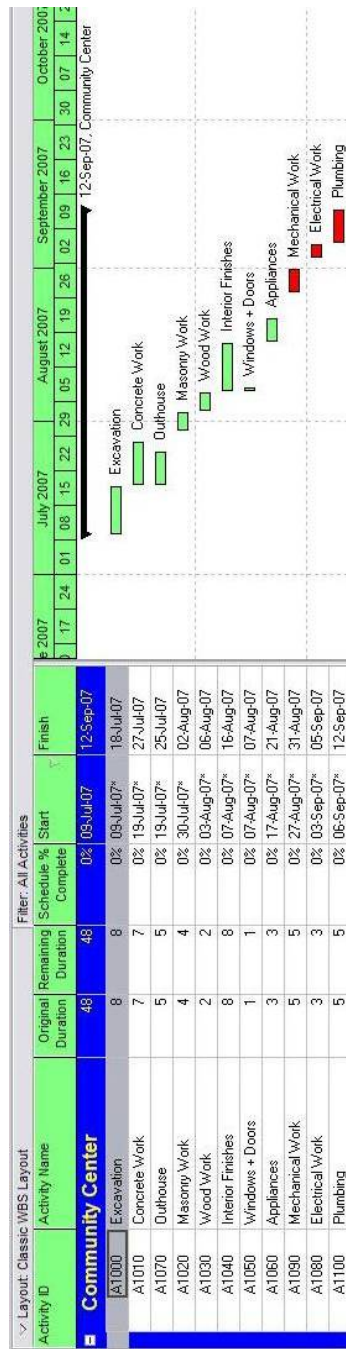 Layout: Classic WBS Layout Filter: All Activities
Activity ID Activity Name Original Duration Remaining Duration Schedule % Complete Start Finish
Community Center 48 48 0% 09-Jul-07 12-Sep-07
A1000 Excavation 8 8 0% 09-Jul-07* 18-Jul-07
A1010 Concrete Work 7 7 0% 19-Jul-07* 27-Jul-07
A1070 Outhouse 5 5 0% 19-Jul-07* 25-Jul-07
A1020 Masonry Work 4 4 0% 30-Jul-07* 02-Aug-07
A1030 Wood Work 2 2 0% 03-Aug-07* 06-Aug-07
A1040 Interior Finishes 8 8 0% 07-Aug-07* 16-Aug-07
A1050 Windows + Doors 1 1 0% 07-Aug-07* 07-Aug-07
A1060 Appliances 3 3 0% 17-Aug-07* 21-Aug-07
A1090 Mechanical Work 5 5 0% 27-Aug-07* 31-Aug-07
A1080 Electrical Work 3 3 0% 03-Sep-07* 05-Sep-07
A1100 Plumbing 5 5 0% 06-Sep-07* 12-Sep-07
e 2007 July 2007 August 2007 September 2007 October 2007
17 24 01 08 15 22 29 05 12 19 26 02 09 16 23 30 07 14
12-Sep-07, Community Center
Excavation
Concrete Work
Outhouse
Masonry Work
Wood Work
Interior Finishes
Windows + Doors
Appliances
Mechanical Work
Electrical Work
Plumbing